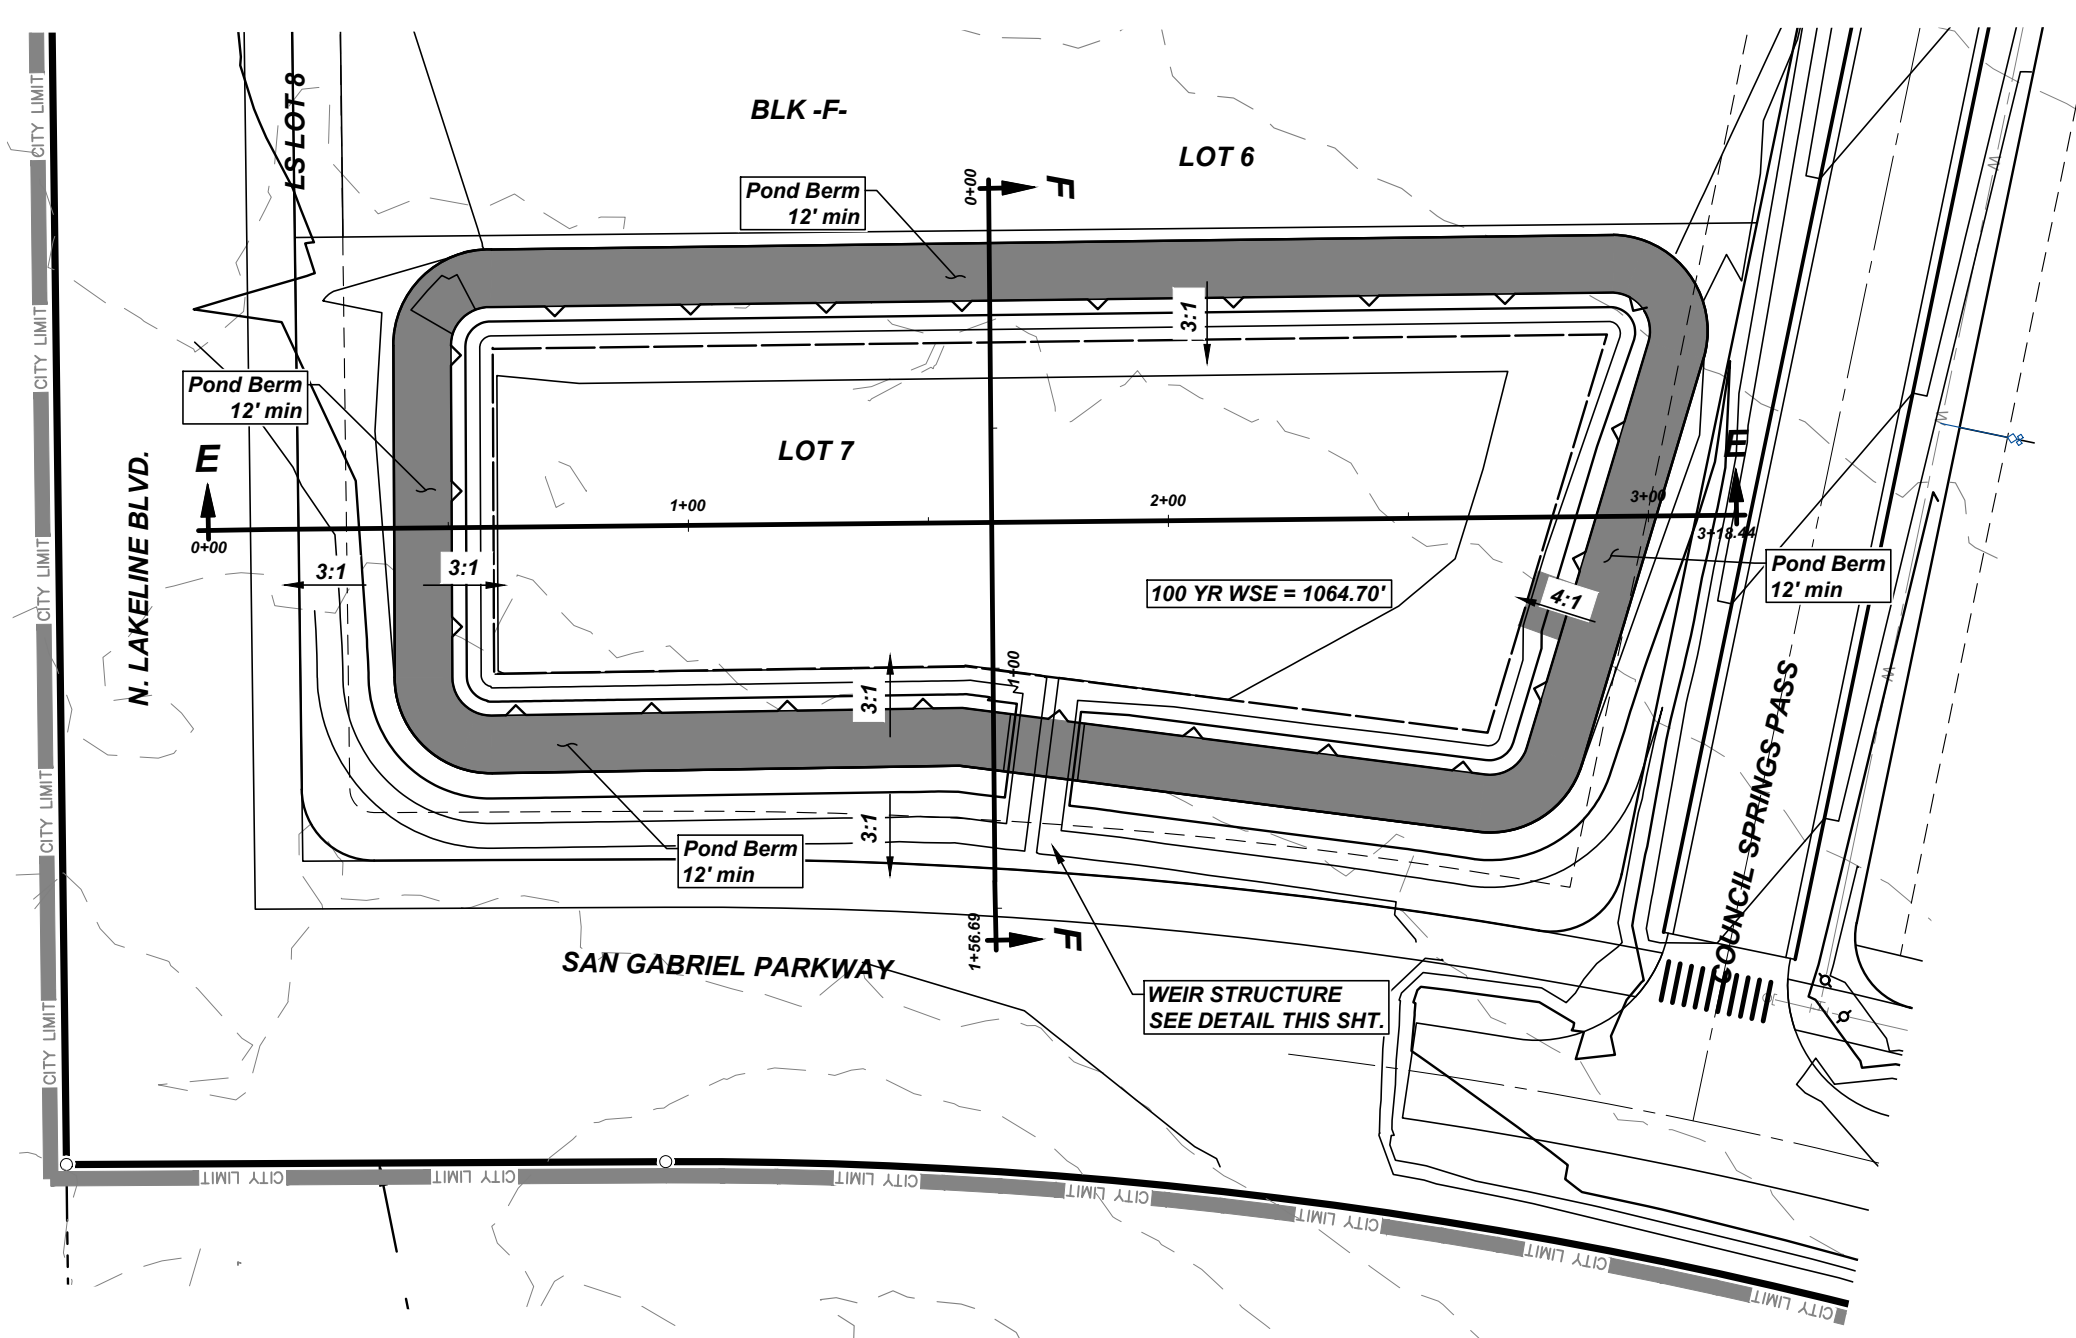 CITY LIMIT
LS LOT 8
BLK -F-
LOT 6
Pond Berm
12' min
0+00
F
W
3:1
CITY LIMIT
Pond Berm
12' min
LOT 7
E
1+00
2+00
3+00
E
W
0+00
3+18.44
N. LAKELINE BLVD.
3:1
3:1
100 YR WSE = 1064.70'
4:1
Pond Berm
12' min
CITY LIMIT
1+00
3:1
W
COUNCIL SPRINGS PASS
CITY LIMIT
3:1
Pond Berm
12' min
1+56.69
F
SAN GABRIEL PARKWAY
WEIR STRUCTURE
SEE DETAIL THIS SHT.
CITY LIMIT
CITY LIMIT
CITY LIMIT
CITY LIMIT
CITY LIMIT
CITY LIMIT
CITY LIMIT
CITY LIMIT